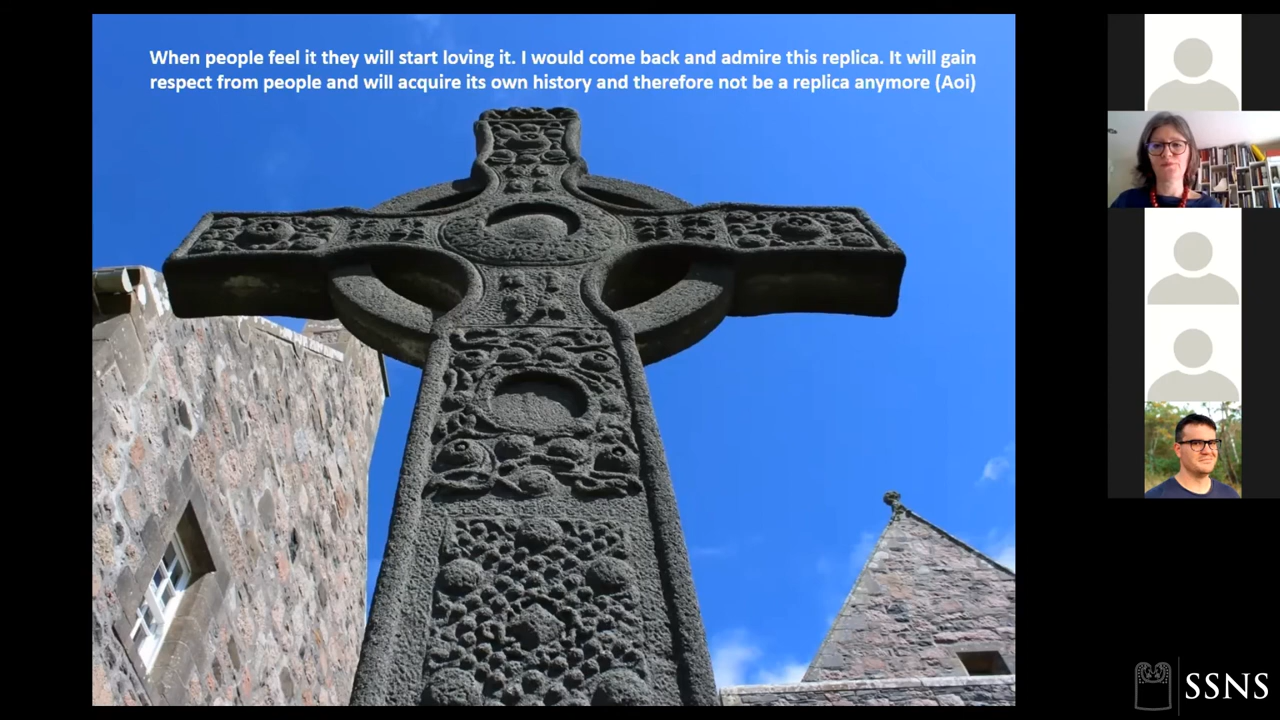 When people feel it they will start loving it. I would come back and admire this replica. It will gain
respect from people and will acquire its own history and therefore not be a replica anymore (Aoi)
SSNS